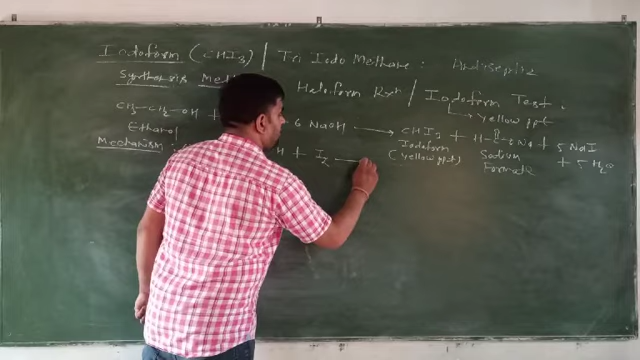 Iodoform (CHI3) / Tri Iodo Methane : Antiseptic
Synthesis Haloform Rxn / Iodoform Test :
→ yellow ppt
CH3-CH2-OH + 6 NaOH → CHI3 + H-C-O Na + 5 NaI
O
Ethanol Iodoform Sodium + 5 H2O
(yellow ppt) Formate
Mechanism : H + I2 →